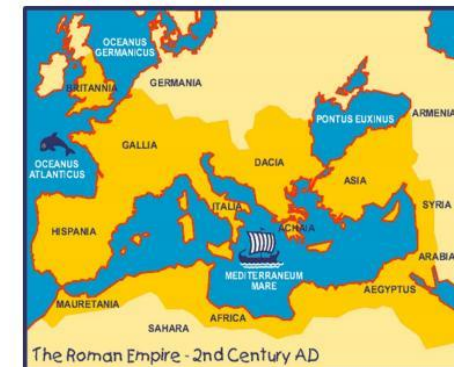 OCEANUS
GERMANICUS
BRITANNIA
GERMANIA
ARMENIA
PONTUS EUXINUS
GALLIA
OCEANUS
ATLANTICUS
DACIA
ASIA
ITALIA
SYRIA
HISPANIA
ACHAIA
MEDITERRANEUM
MARE
ARABIA
AEGYPTUS
MAURETANIA
AFRICA
SAHARA
The Roman Empire - 2nd Century AD